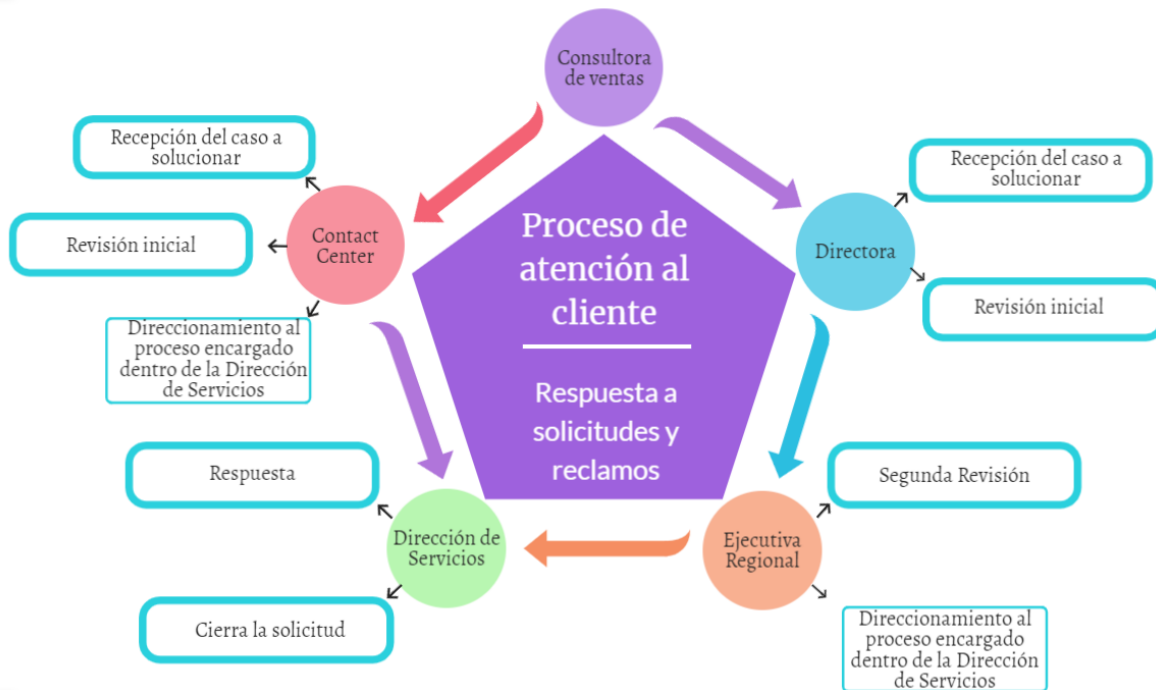 Consultora
de ventas
Recepción del caso a
solucionar
Revisión inicial
Contact
Center
Direccionamiento al
proceso encargado
dentro de la Dirección
de Servicios
Proceso de
atención al
cliente
Respuesta a
solicitudes y
reclamos
Directora
Recepción del caso a
solucionar
Revisión inicial
Respuesta
Dirección de
Servicios
Cierra la solicitud
Segunda Revisión
Ejecutiva
Regional
Direccionamiento al
proceso encargado
dentro de la Dirección
de Servicios